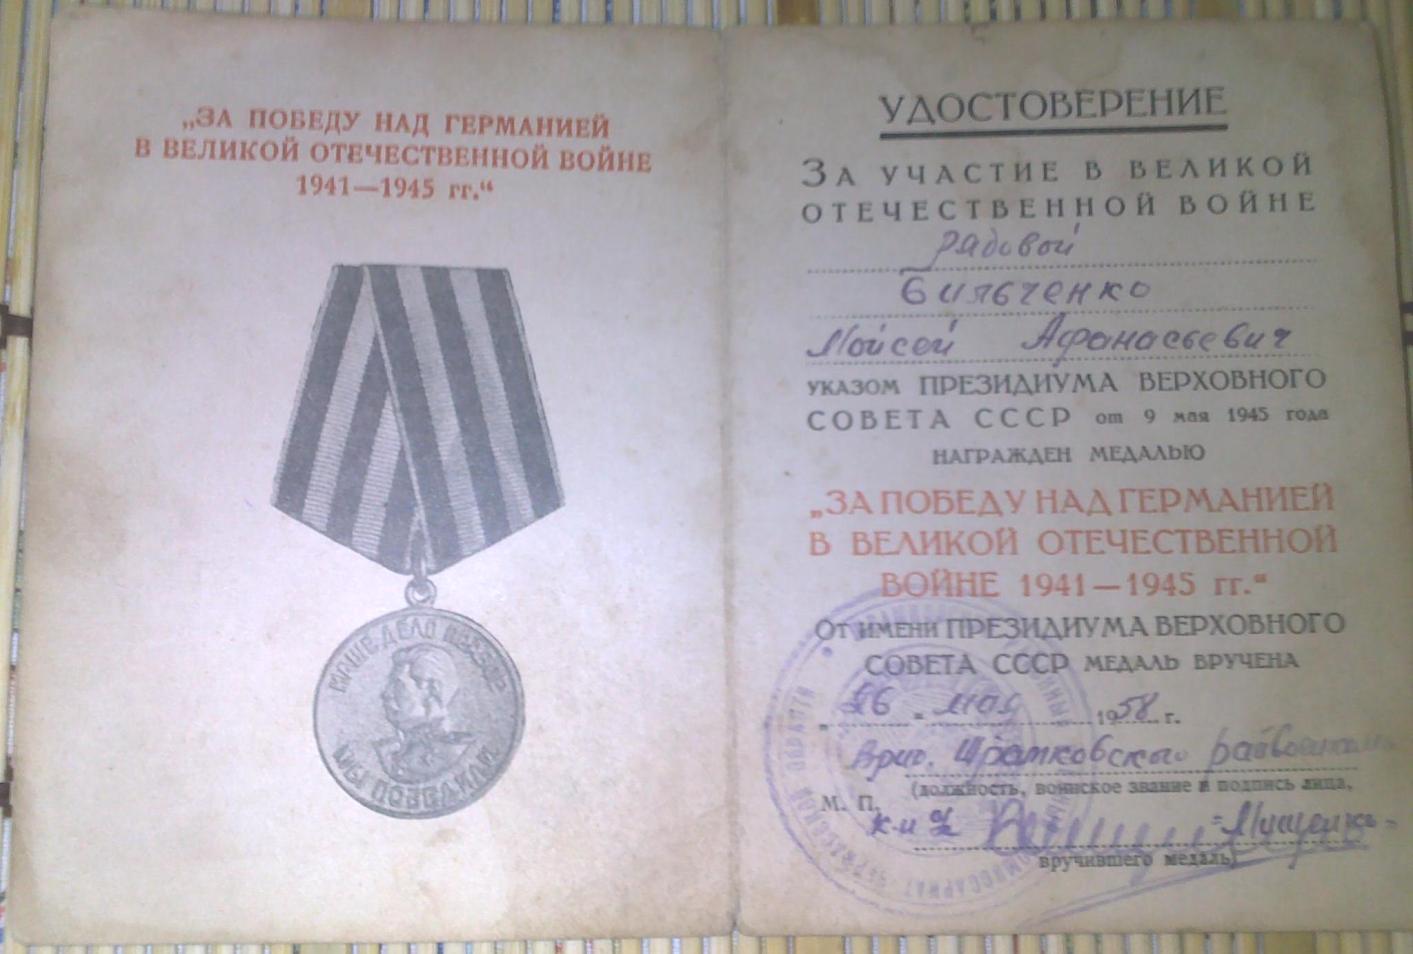 „ЗА ПОБЕДУ НАД ГЕРМАНИЕЙ
В ВЕЛИКОЙ ОТЕЧЕСТВЕННОЙ ВОЙНЕ
1941—1945 гг.“
НАШЕ ДЕЛО ПРАВОЕ
МЫ ПОБЕДИЛИ
УДОСТОВЕРЕНИЕ
ЗА УЧАСТИЕ В ВЕЛИКОЙ
ОТЕЧЕСТВЕННОЙ ВОЙНЕ
Рядовой
Бильченко
Мойсей Афанасьевич
УКАЗОМ ПРЕЗИДИУМА ВЕРХОВНОГО
СОВЕТА СССР от 9 мая 1945 года
НАГРАЖДЕН МЕДАЛЬЮ
„ЗА ПОБЕДУ НАД ГЕРМАНИЕЙ
В ВЕЛИКОЙ ОТЕЧЕСТВЕННОЙ
ВОЙНЕ 1941—1945 гг.“
ОТ ИМЕНИ ПРЕЗИДИУМА ВЕРХОВНОГО
СОВЕТА СССР МЕДАЛЬ ВРУЧЕНА
мая 1958 г.
Врио.
(должность, воинское звание и подпись лица,
М. П.
К-н Мищенко
вручившего медаль)